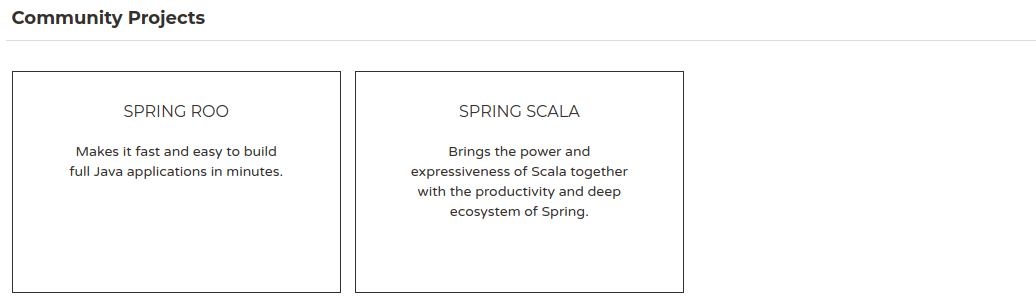 Community Projects
SPRING ROO
Makes it fast and easy to build
full Java applications in minutes.
SPRING SCALA
Brings the power and
expressiveness of Scala together
with the productivity and deep
ecosystem of Spring.